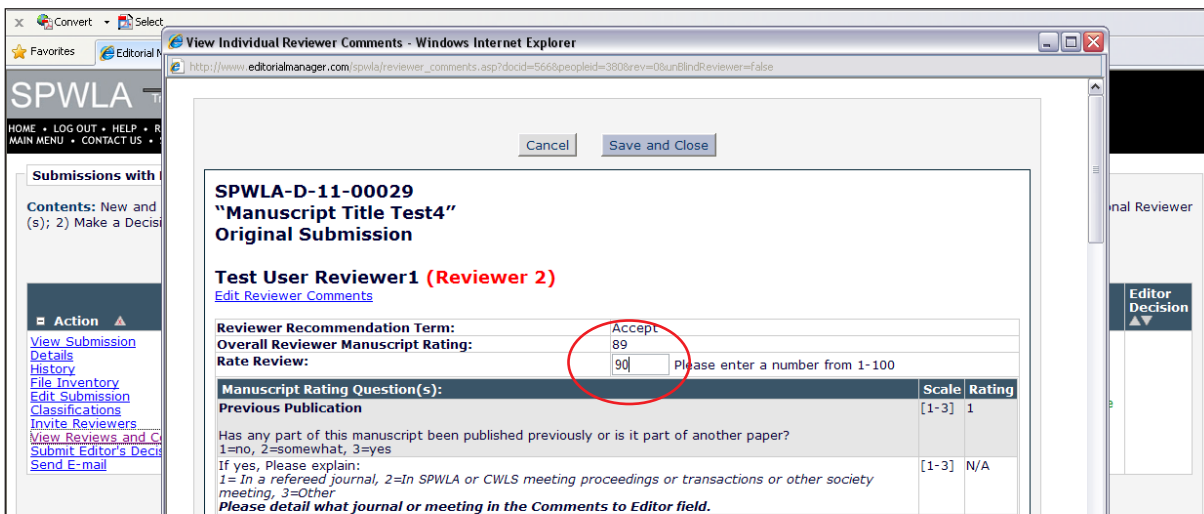 x Convert Select
Favorites Editorial
View Individual Reviewer Comments - Windows Internet Explorer
http://www.editorialmanager.com/spwla/reviewer_comments.asp?docid=566&peopleid=380&rev=0&unBlindReviewer=false
SPWLA
HOME • LOG OUT • HELP •
MAIN MENU • CONTACT US •
Submissions with
Contents: New and
onal Reviewer
(s); 2) Make a
Cancel Save and Close
SPWLA-D-11-00029
“Manuscript Title Test4”
Original Submission
Test User Reviewer1 (Reviewer 2)
Edit Reviewer Comments
Editor
Decision
Action
View Submission
Details
History
File Inventory
Edit Submission
Classifications
Invite Reviewers
View Reviews and
Submit Editor's
Send E-mail
Reviewer Recommendation Term: Accept
Overall Reviewer Manuscript Rating: 89
Rate Review: 90 Please enter a number from 1-100
Manuscript Rating Question(s): Scale Rating
Previous Publication [1-3] 1
Has any part of this manuscript been published previously or is it part of another paper?
1=no, 2=somewhat, 3=yes
If yes, Please explain: [1-3] N/A
1= In a refereed journal, 2=In SPWLA or CWLS meeting proceedings or transactions or other society
meeting, 3=Other
Please detail what journal or meeting in the Comments to Editor field.